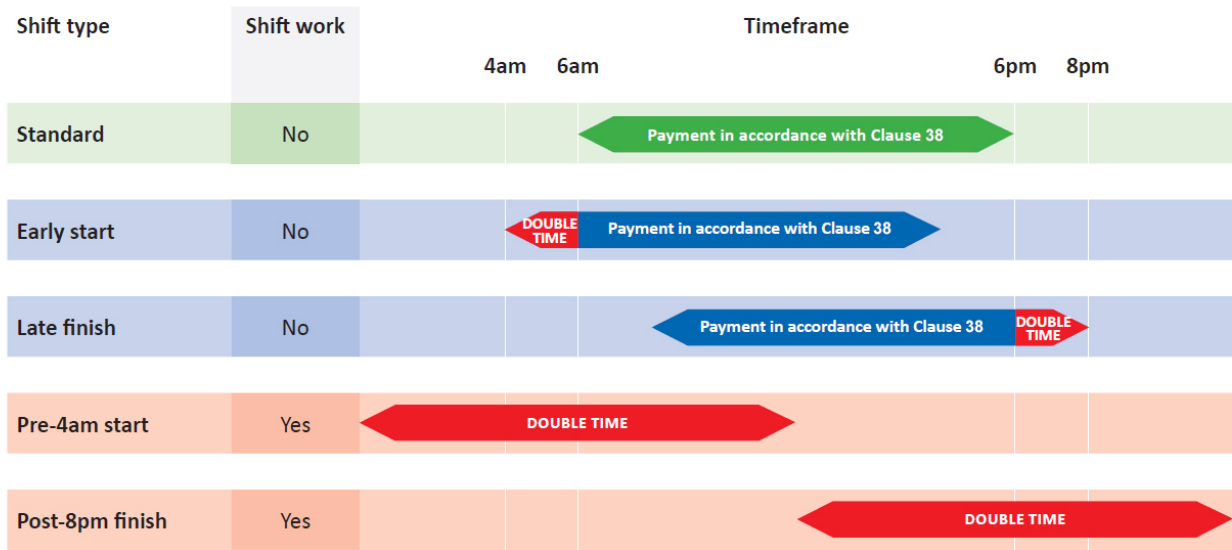 Shift type Shift work Timeframe
4am 6am 6pm 8pm
Standard No Payment in accordance with Clause 38
Early start No DOUBLE TIME Payment in accordance with Clause 38
Late finish No Payment in accordance with Clause 38 DOUBLE TIME
Pre-4am start Yes DOUBLE TIME
Post-8pm finish Yes DOUBLE TIME